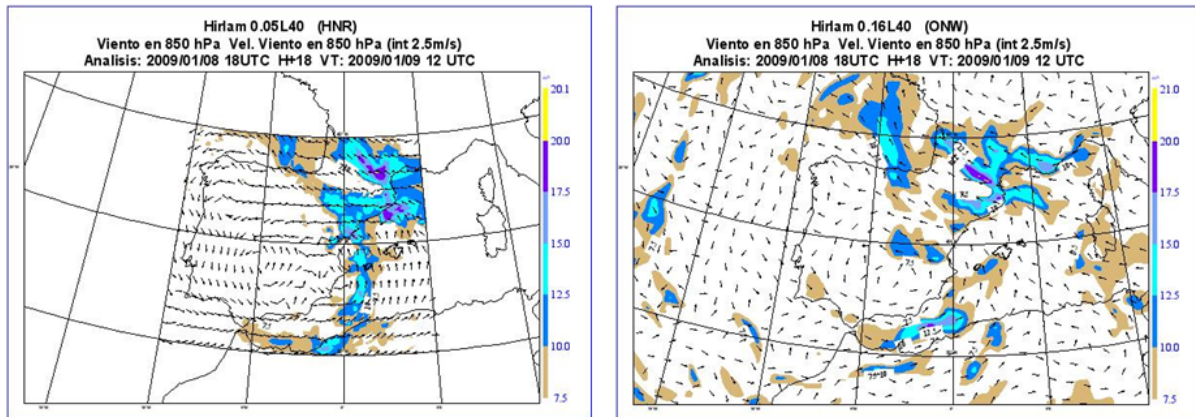 Hirlam 0.05L40 (HNR)
Viento en 850 hPa Vel. Viento en 850 hPa (int 2.5m/s)
Analisis: 2009/01/08 18UTC H+18 VT: 2009/01/09 12 UTC
20.1
20.0
17.5
15.0
12.5
10.0
7.5
Hirlam 0.16L40 (ONW)
Viento en 850 hPa Vel. Viento en 850 hPa (int 2.5m/s)
Analisis: 2009/01/08 18UTC H+18 VT: 2009/01/09 12 UTC
21.0
20.0
17.5
15.0
12.5
10.0
7.5